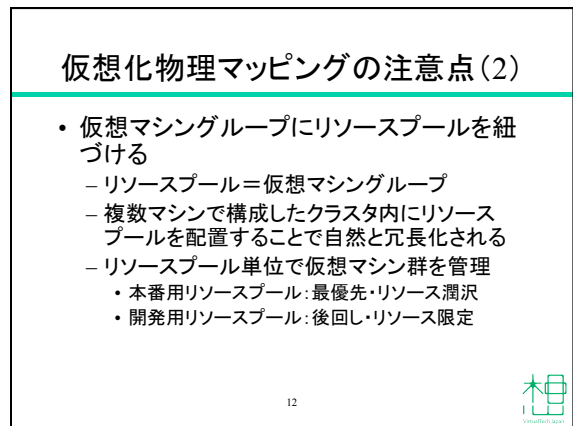 仮想化物理マッピングの注意点(2)
• 仮想マシングループにリソースプールを紐
づける
– リソースプール＝仮想マシングループ
– 複数マシンで構成したクラスタ内にリソース
プールを配置することで自然と冗長化される
– リソースプール単位で仮想マシン群を管理
• 本番用リソースプール：最優先・リソース潤沢
• 開発用リソースプール：後回し・リソース限定
12
想
VirtualTech Japan